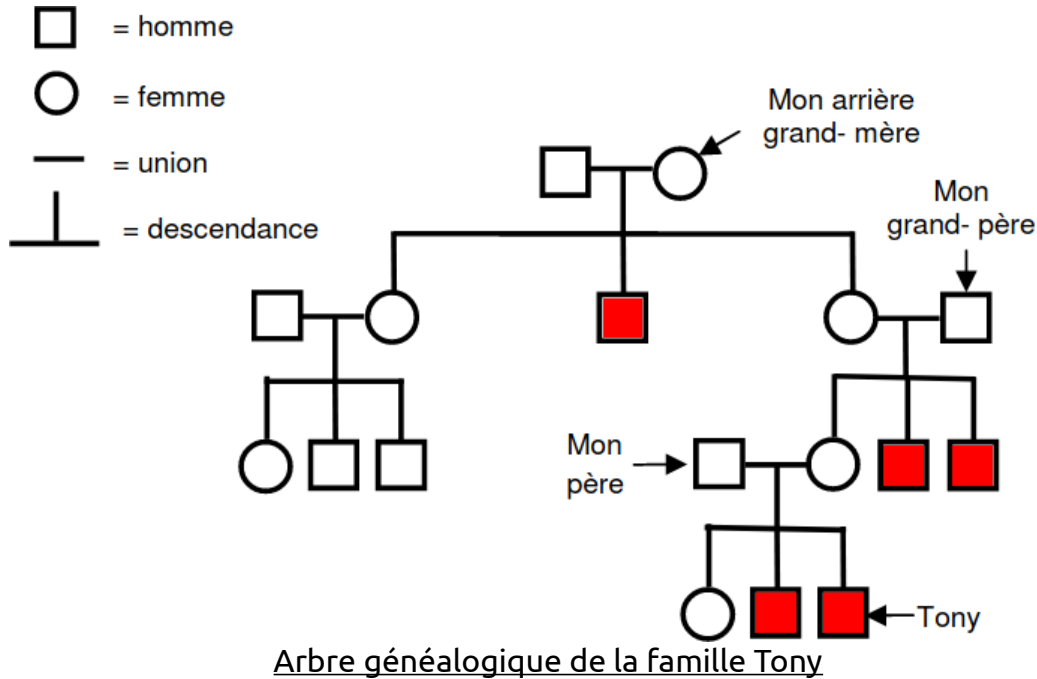 = homme
= femme
= union
= descendance
Mon arrière
grand- mère
Mon
grand- père
Mon
père
Tony
Arbre généalogique de la famille Tony